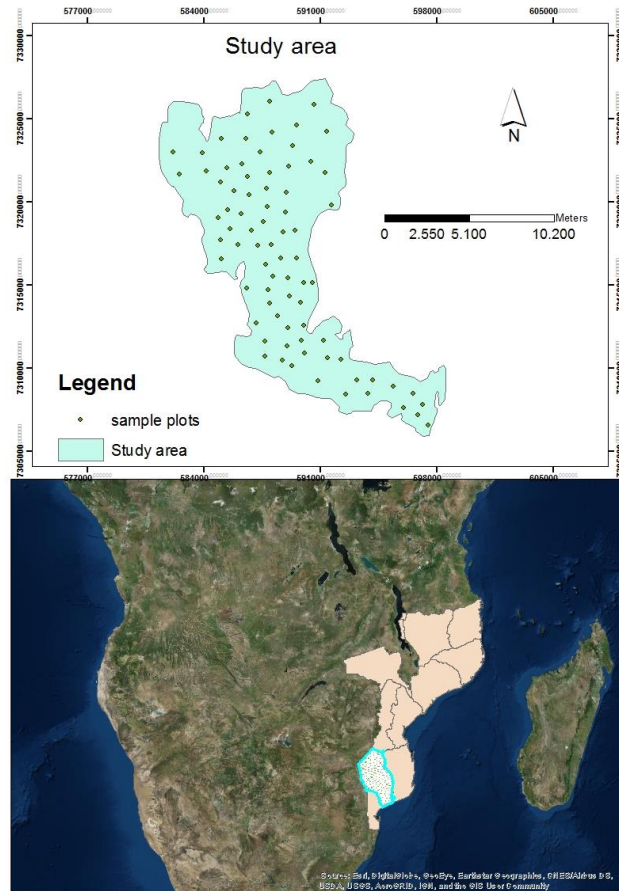 577000 584000 591000 598000 605000
Study area
7330000
7325000
7320000
7315000
7310000
7305000
N
Meters
0 2.550 5.100 10.200
Legend
sample plots
Study area
577000 584000 591000 598000 605000
Source: Esri, DigitalGlobe, GeoEye, Earthstar Geographics, CNES/Airbus DS,
USDA, USGS, AeroGRID, IGN, and the GIS User Community